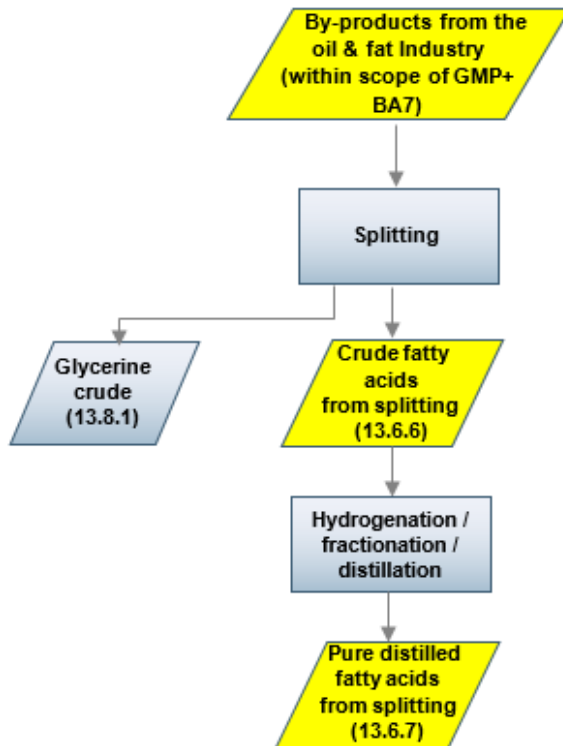 By-products from the
oil & fat Industry
(within scope of GMP+
BA7)
Splitting
Glycerine
crude
(13.8.1)
Crude fatty
acids
from splitting
(13.6.6)
Hydrogenation /
fractionation /
distillation
Pure distilled
fatty acids
from splitting
(13.6.7)